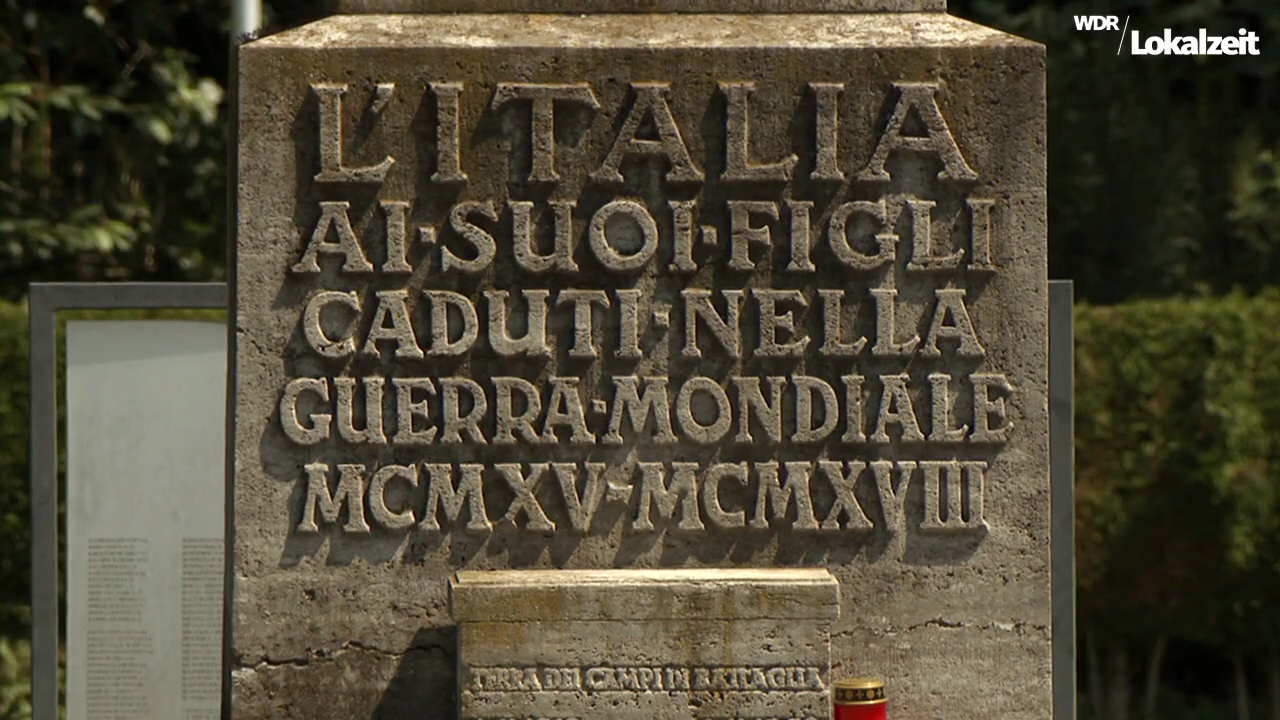 WDR
Lokalzeit
L'ITALIA
AI·SUOI·FIGLI
CADUTI·NELLA
GUERRA·MONDIALE
MCMXV-MCMXVIII
TERRA DEI CAMPI DI BATTAGLIA